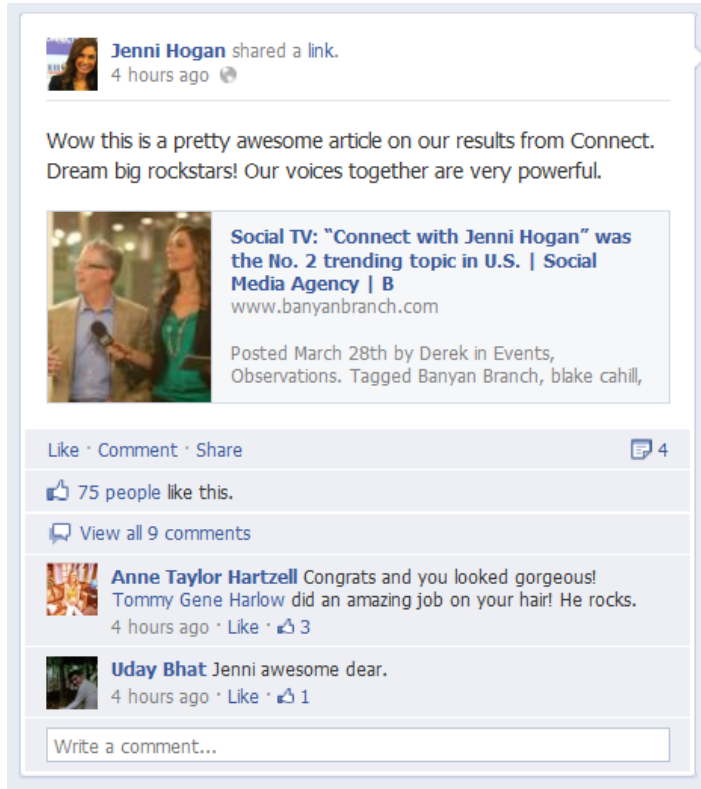 Jenni Hogan shared a link.
4 hours ago
Wow this is a pretty awesome article on our results from Connect.
Dream big rockstars! Our voices together are very powerful.
Social TV: “Connect with Jenni Hogan” was
the No. 2 trending topic in U.S. | Social
Media Agency | B
www.banyanbranch.com
Posted March 28th by Derek in Events,
Observations. Tagged Banyan Branch, blake cahill,
Like · Comment · Share 4
75 people like this.
View all 9 comments
Anne Taylor Hartzell Congrats and you looked gorgeous!
Tommy Gene Harlow did an amazing job on your hair! He rocks.
4 hours ago · Like · 3
Uday Bhat Jenni awesome dear.
4 hours ago · Like · 1
Write a comment...